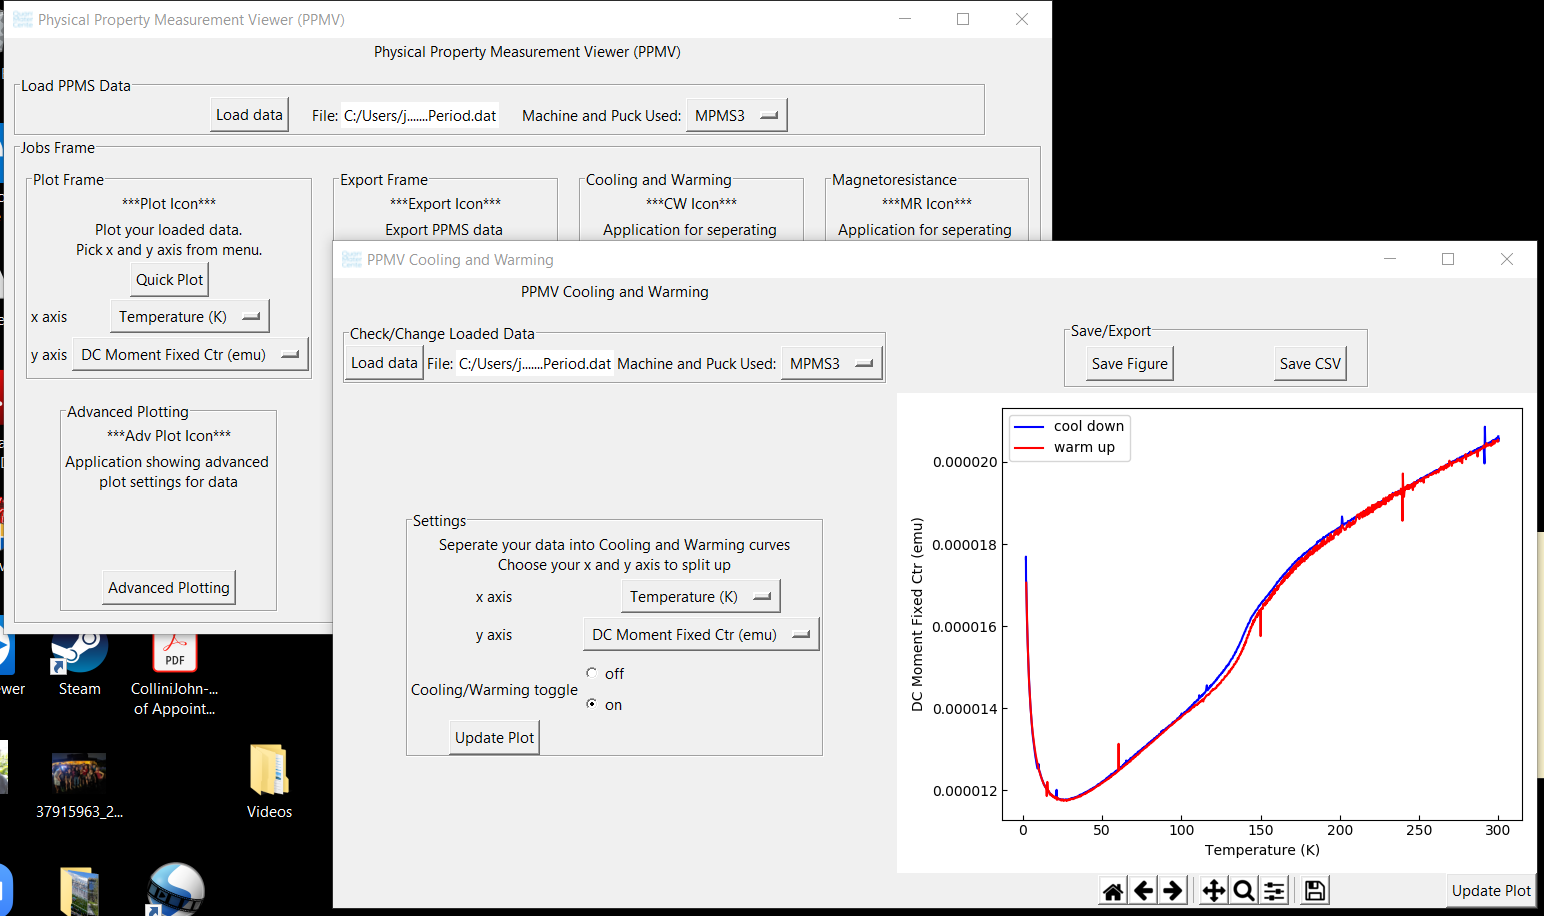 Physical Property Measurement Viewer (PPMV)
Physical Property Measurement Viewer (PPMV)
Load PPMS Data
Load data File: C:/Users/j.......Period.dat Machine and Puck Used: MPMS3
Jobs Frame
Plot Frame
***Plot Icon***
Plot your loaded data.
Pick x and y axis from menu.
Quick Plot
x axis Temperature (K)
y axis DC Moment Fixed Ctr (emu)
Export Frame
***Export Icon***
Export PPMS data
Cooling and Warming
***CW Icon***
Application for seperating
Magnetoresistance
***MR Icon***
Application for seperating
Advanced Plotting
***Adv Plot Icon***
Application showing advanced
plot settings for data
Advanced Plotting
PPMV Cooling and Warming
PPMV Cooling and Warming
Check/Change Loaded Data
Load data File: C:/Users/j.......Period.dat Machine and Puck Used: MPMS3
Save/Export
Save Figure Save CSV
Settings
Seperate your data into Cooling and Warming curves
Choose your x and y axis to split up
x axis Temperature (K)
y axis DC Moment Fixed Ctr (emu)
Cooling/Warming toggle
off
on
Update Plot
cool down
warm up
DC Moment Fixed Ctr (emu)
0.000020
0.000018
0.000016
0.000014
0.000012
0 50 100 150 200 250 300
Temperature (K)
Update Plot
ewer
Steam
PDF
ColliniJohn-...
of Appoint...
37915963_2...
Videos